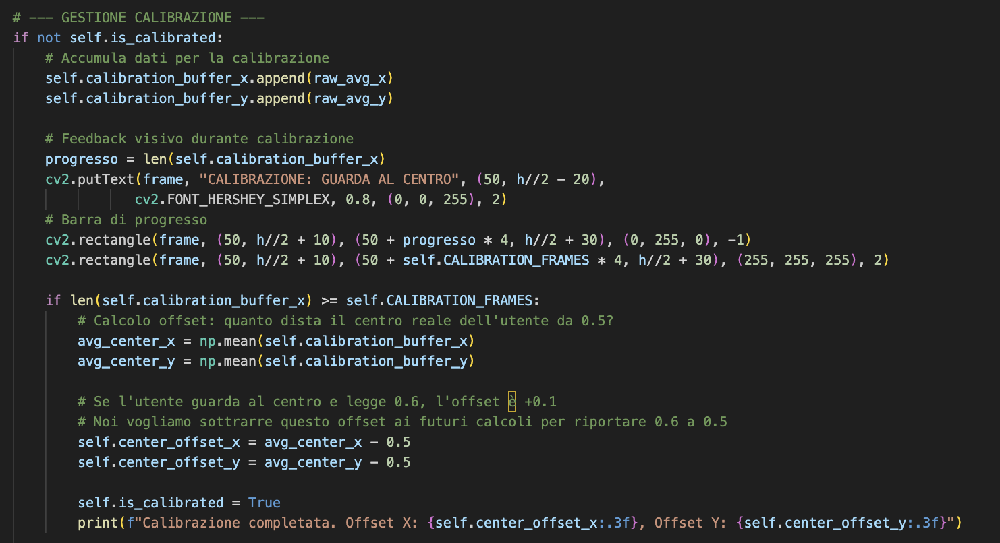 # --- GESTIONE CALIBRAZIONE ---
if not self.is_calibrated:
    # Accumula dati per la calibrazione
    self.calibration_buffer_x.append(raw_avg_x)
    self.calibration_buffer_y.append(raw_avg_y)

    # Feedback visivo durante calibrazione
    progresso = len(self.calibration_buffer_x)
    cv2.putText(frame, "CALIBRAZIONE: GUARDA AL CENTRO", (50, h//2 - 20),
               cv2.FONT_HERSHEY_SIMPLEX, 0.8, (0, 0, 255), 2)
    # Barra di progresso
    cv2.rectangle(frame, (50, h//2 + 10), (50 + progresso * 4, h//2 + 30), (0, 255, 0), -1)
    cv2.rectangle(frame, (50, h//2 + 10), (50 + self.CALIBRATION_FRAMES * 4, h//2 + 30), (255, 255, 255), 2)

    if len(self.calibration_buffer_x) >= self.CALIBRATION_FRAMES:
        # Calcolo offset: quanto dista il centro reale dell'utente da 0.5?
        avg_center_x = np.mean(self.calibration_buffer_x)
        avg_center_y = np.mean(self.calibration_buffer_y)

        # Se l'utente guarda al centro e legge 0.6, l'offset è +0.1
        # Noi vogliamo sottrarre questo offset ai futuri calcoli per riportare 0.6 a 0.5
        self.center_offset_x = avg_center_x - 0.5
        self.center_offset_y = avg_center_y - 0.5

        self.is_calibrated = True
        print(f"Calibrazione completata. Offset X: {self.center_offset_x:.3f}, Offset Y: {self.center_offset_y:.3f}")